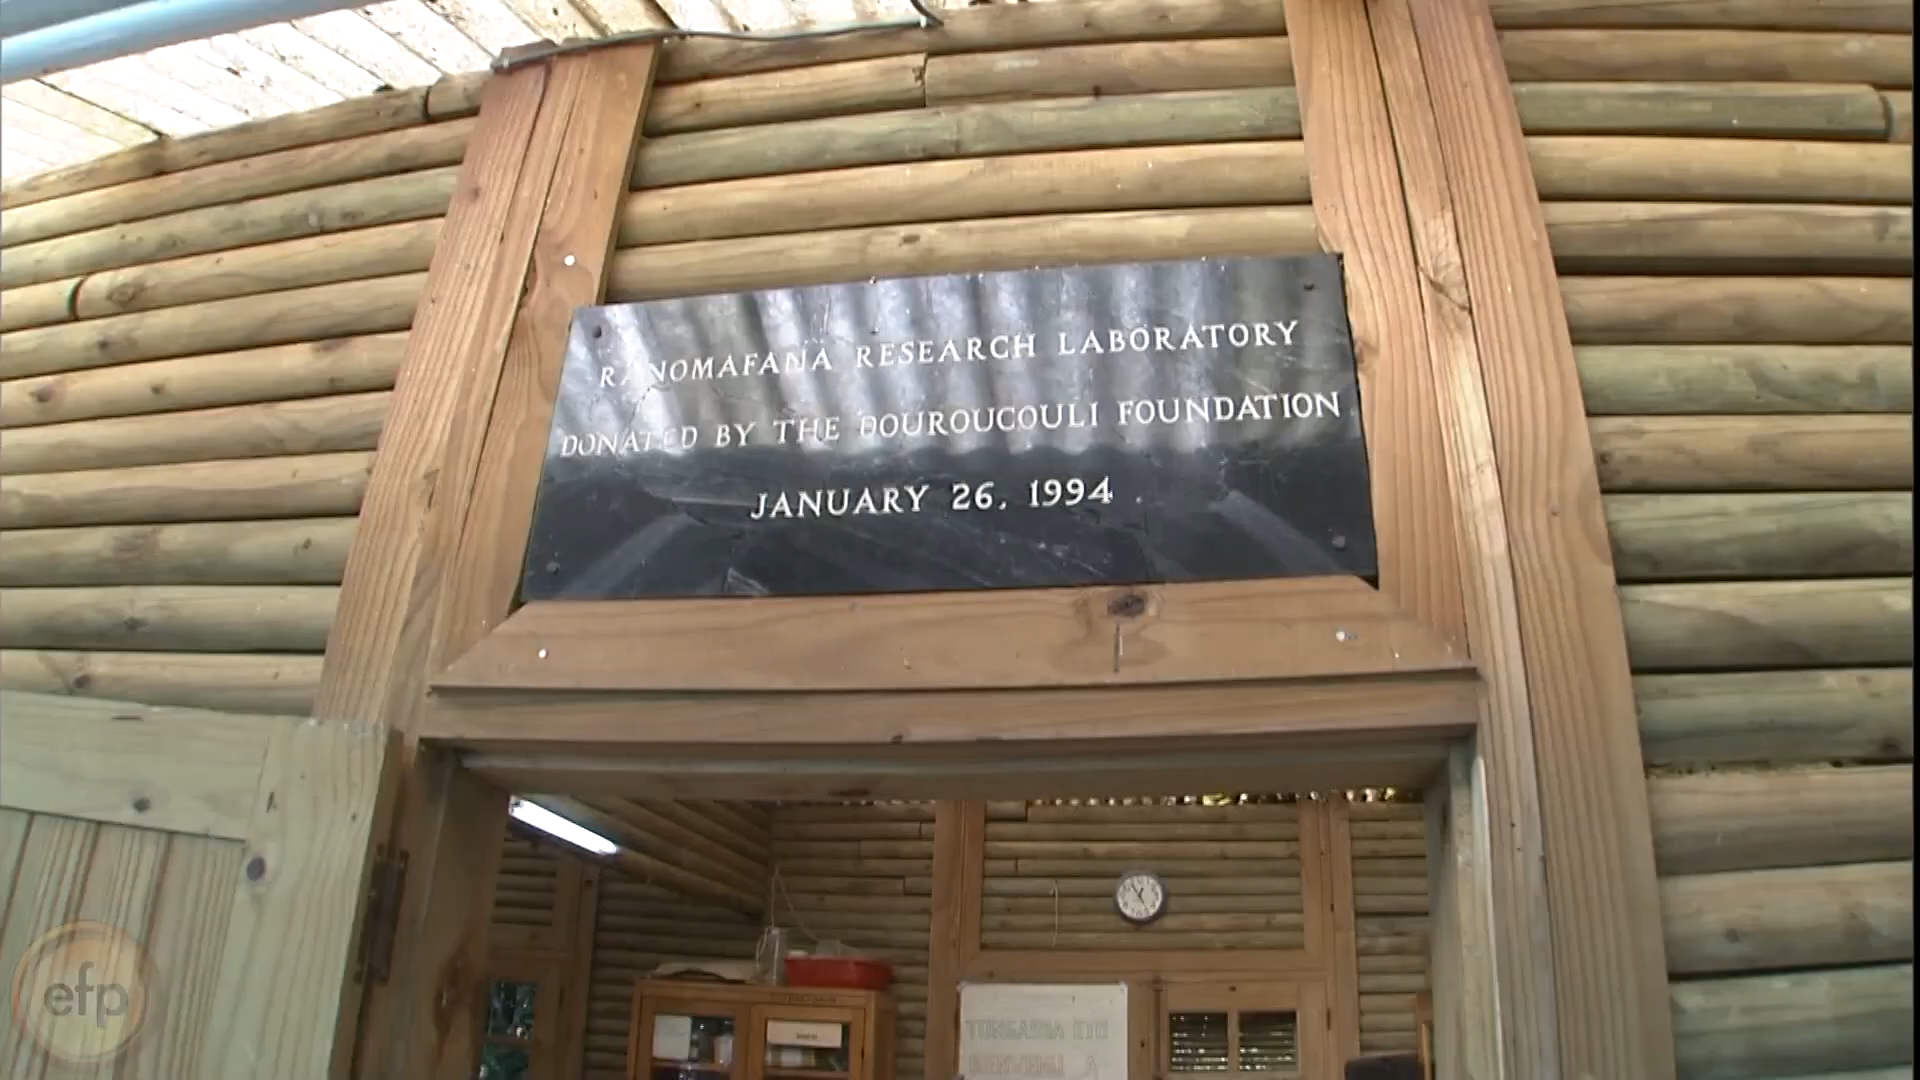 RANOMAFANA RESEARCH LABORATORY
DONATED BY THE DOUROUCOULI FOUNDATION
JANUARY 26, 1994
efp